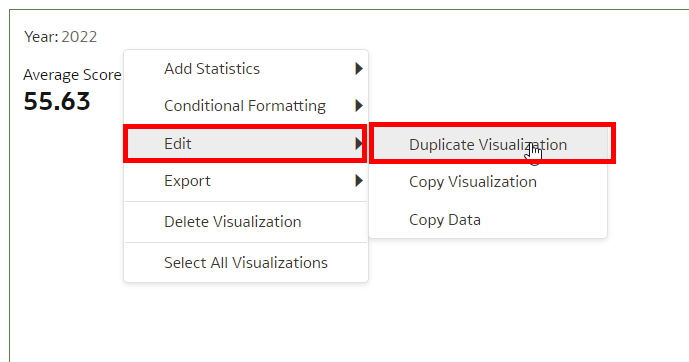 Year: 2022
Average Score
55.63
Add Statistics
Conditional Formatting
Edit
Export
Delete Visualization
Select All Visualizations
Duplicate Visualization
Copy Visualization
Copy Data